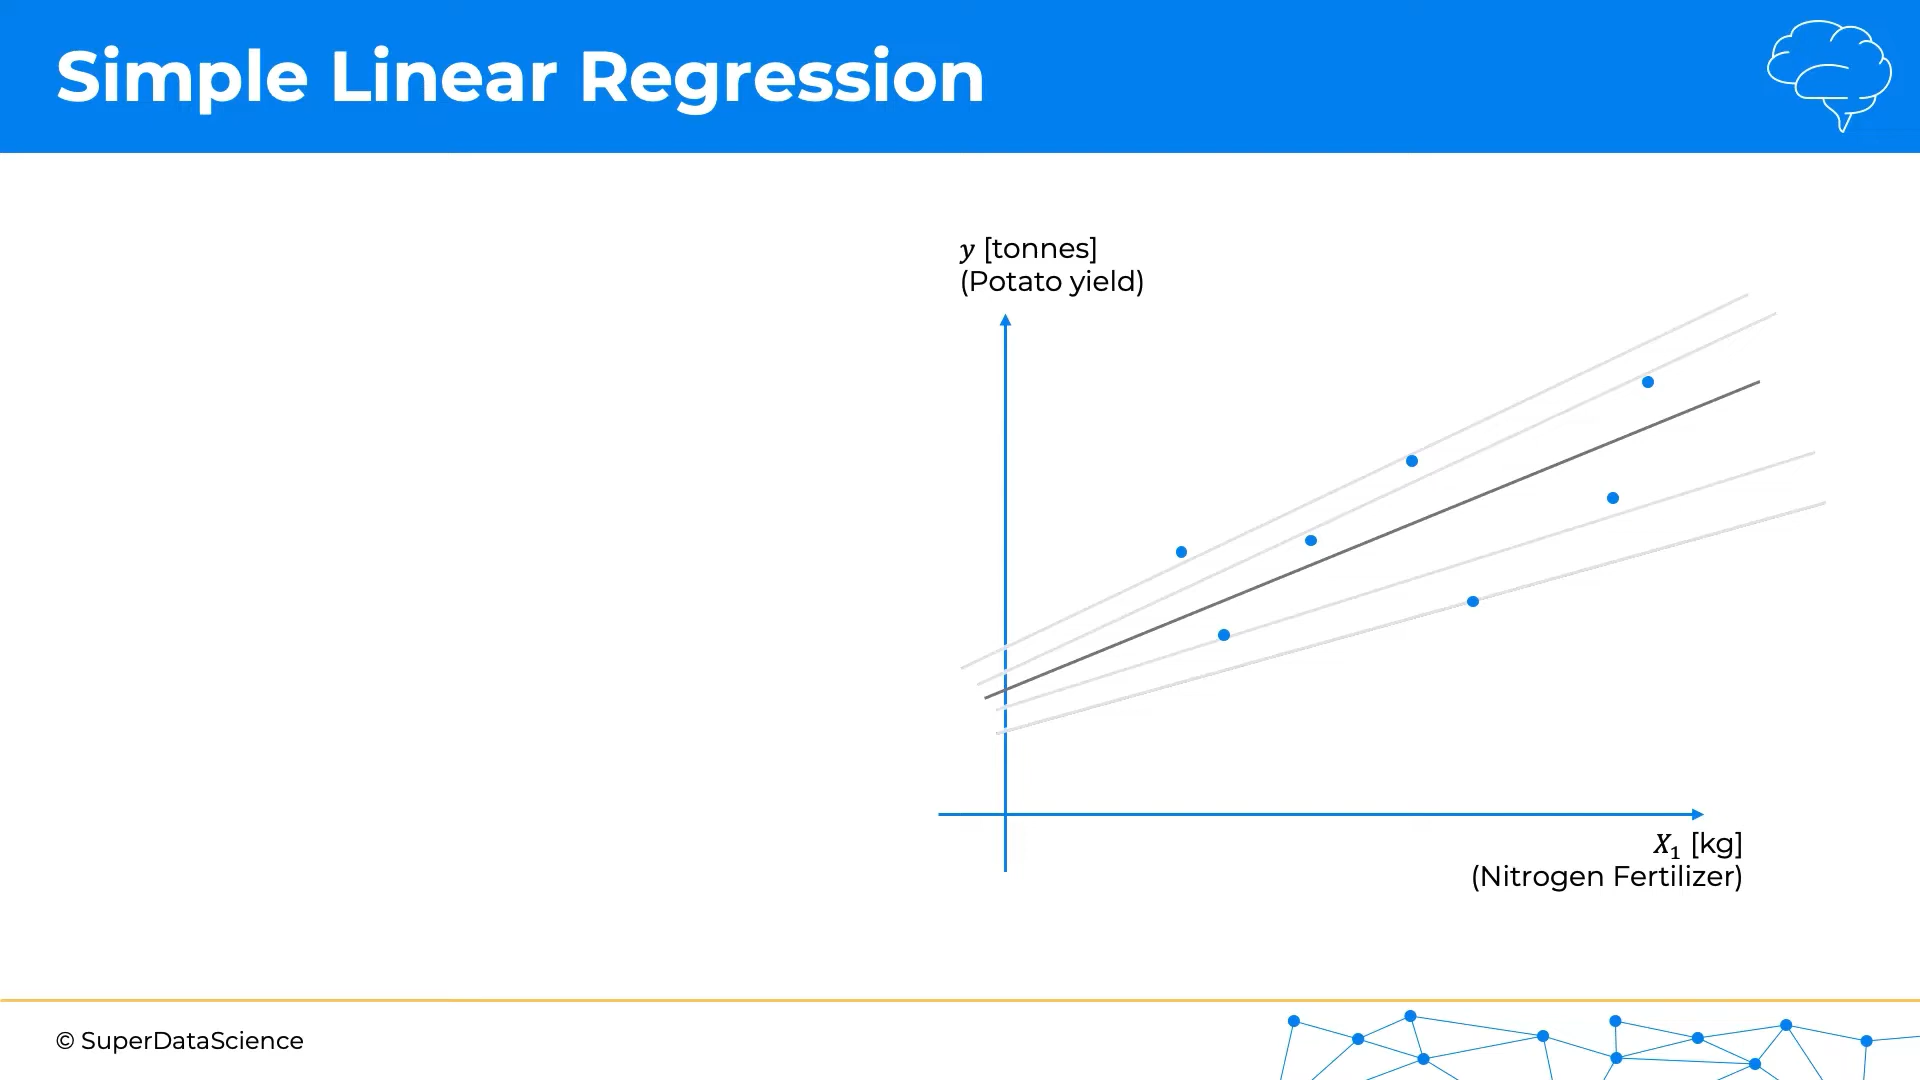 Simple Linear Regression
y [tonnes]
(Potato yield)
X₁ [kg]
(Nitrogen Fertilizer)
© SuperDataScience